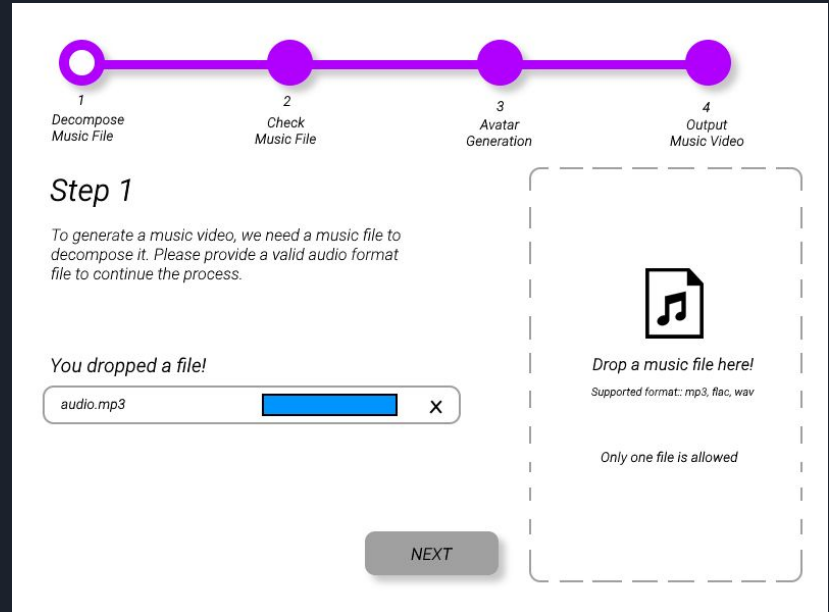 1
Decompose
Music File
2
Check
Music File
3
Avatar
Generation
4
Output
Music Video
Step 1
To generate a music video, we need a music file to
decompose it. Please provide a valid audio format
file to continue the process.
You dropped a file!
audio.mp3
X
NEXT
Drop a music file here!
Supported format:: mp3, flac, wav
Only one file is allowed